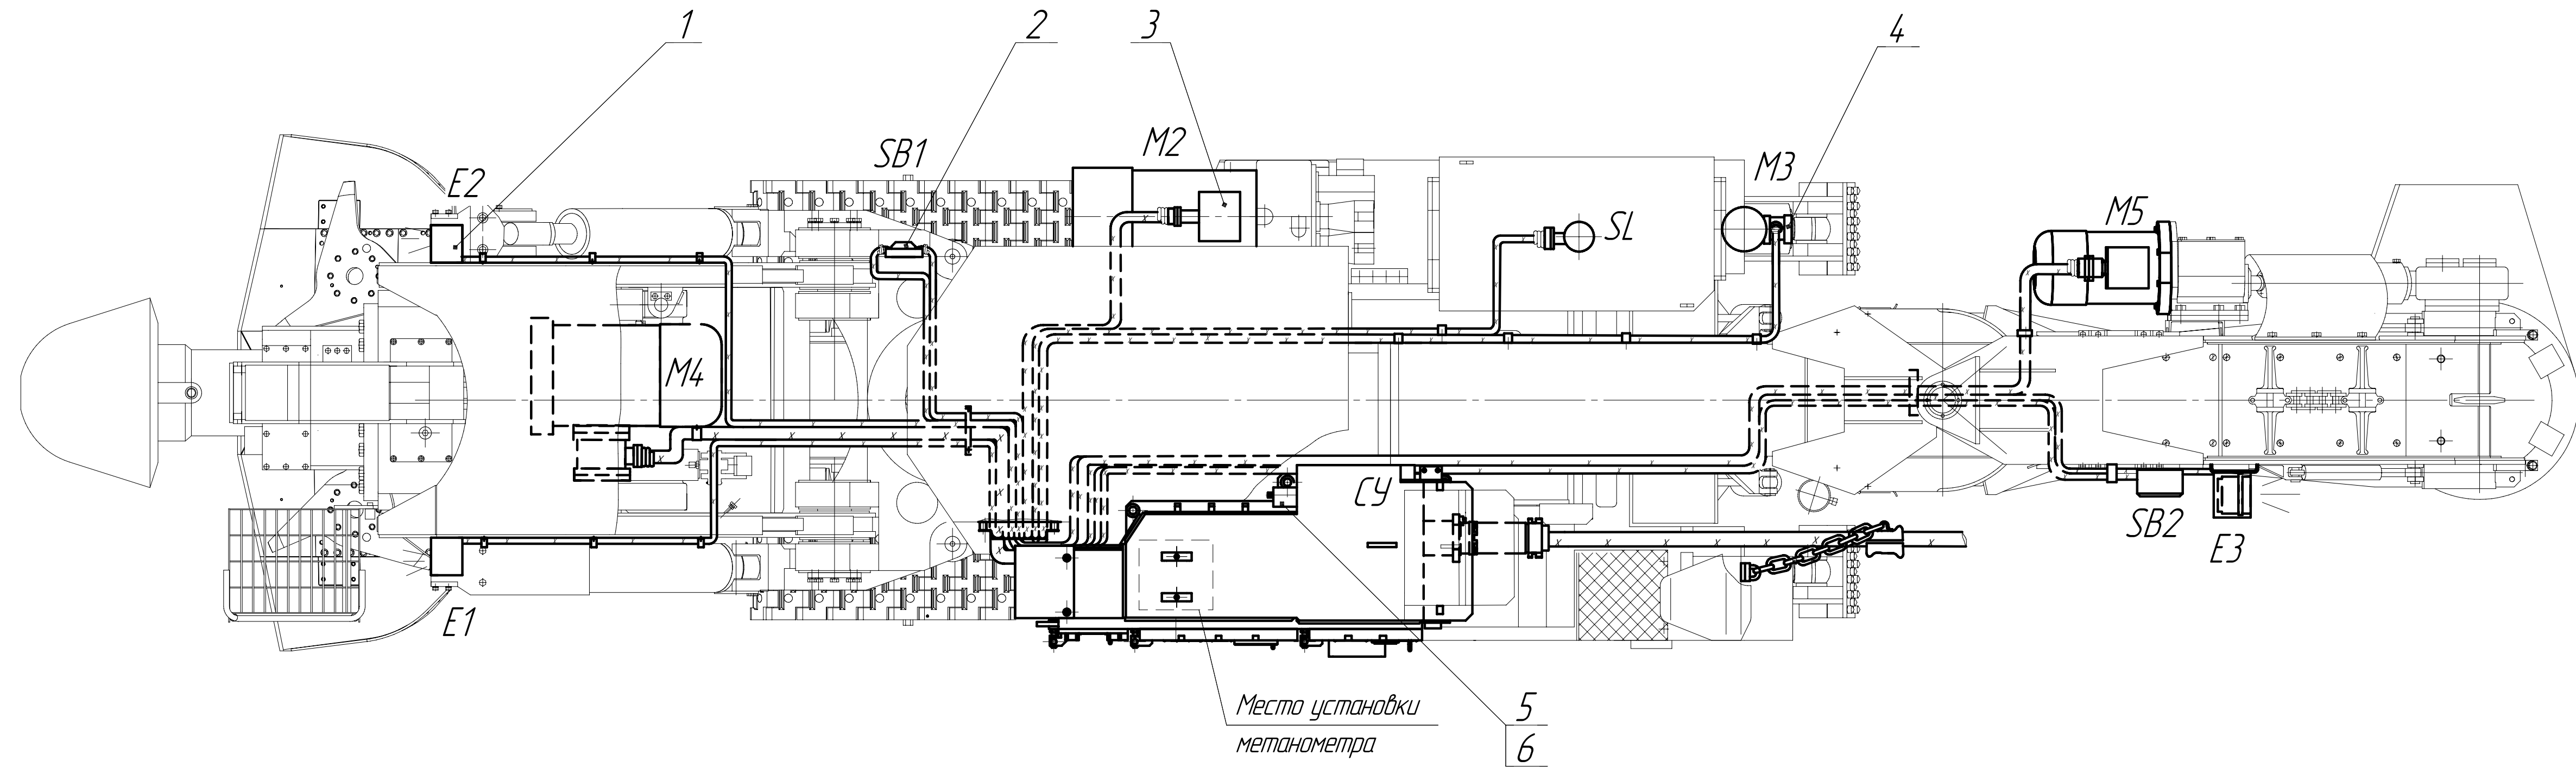 1
2
3
4
SB1
M2
M3
E2
SL
M5
M4
СУ
SB2
E3
E1
Место установки
метанометра
5
6